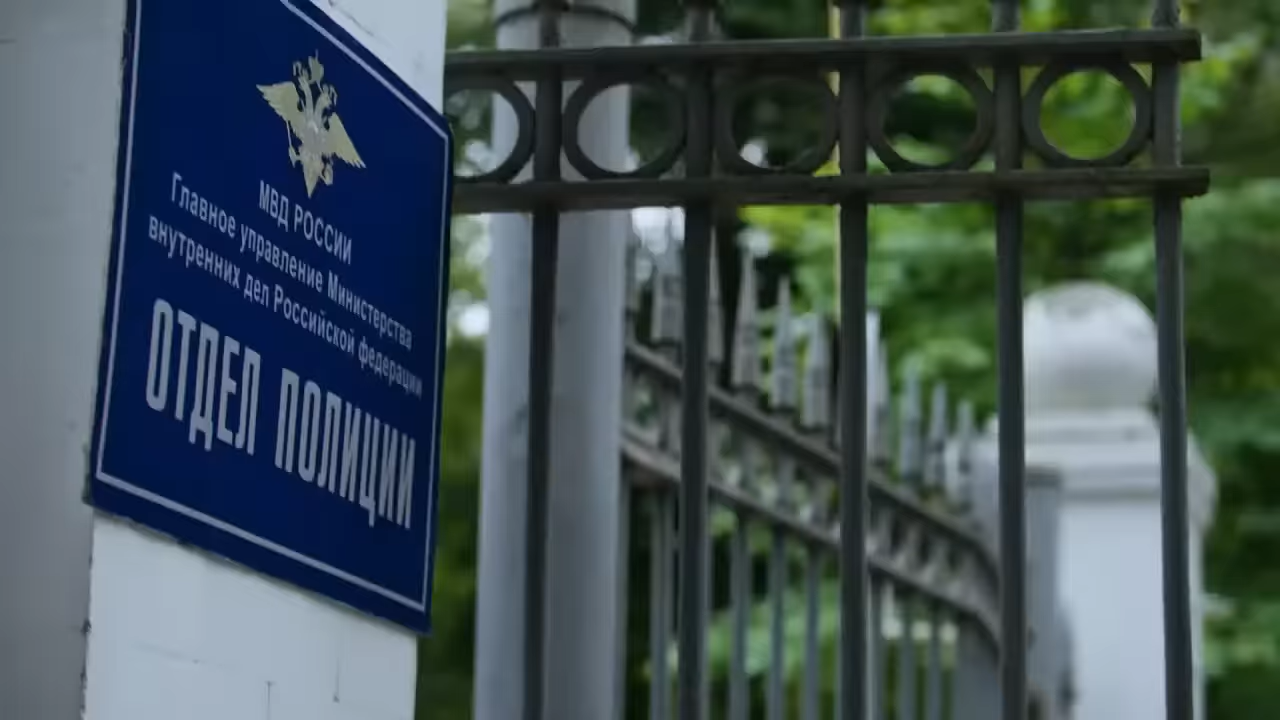 МВД РОССИИ
Главное управление Министерства
внутренних дел Российской федерации
ОТДЕЛ ПОЛИЦИИ